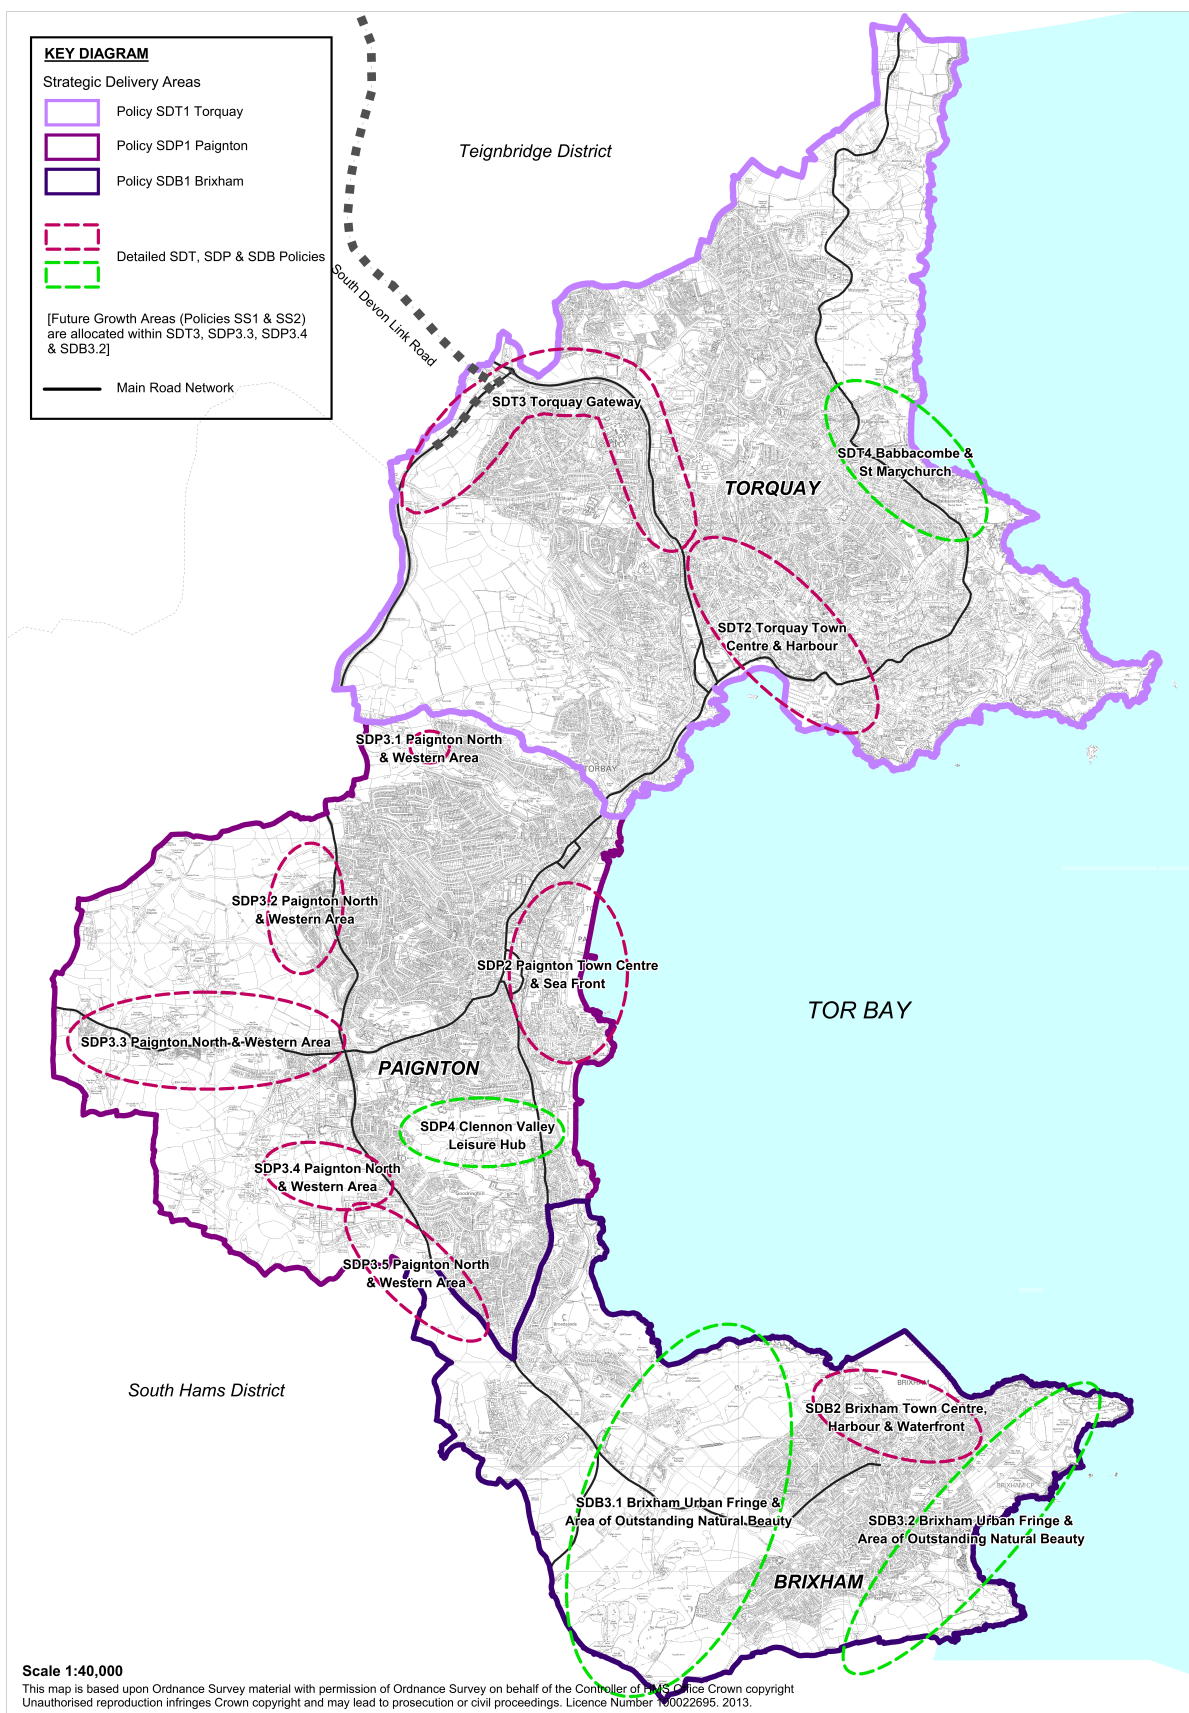 KEY DIAGRAM
Strategic Delivery Areas
Policy SDT1 Torquay
Policy SDP1 Paignton
Policy SDB1 Brixham
Detailed SDT, SDP & SDB Policies
[Future Growth Areas (Policies SS1 & SS2)
are allocated within SDT3, SDP3.3, SDP3.4
& SDB3.2]
Main Road Network
Teignbridge District
South Devon Link Road
SDT3 Torquay Gateway
SDT4 Babbacombe &
St Marychurch
TORQUAY
SDT2 Torquay Town
Centre & Harbour
SDP3.1 Paignton North
& Western Area
TORBAY
SDP3.2 Paignton North
& Western Area
SDP2 Paignton Town Centre
& Sea Front
TOR BAY
SDP3.3 Paignton North & Western Area
PAIGNTON
SDP4 Clennon Valley
Leisure Hub
SDP3.4 Paignton North
& Western Area
Goodrington
SDP3.5 Paignton North
& Western Area
Broadsands
South Hams District
BRIXHAM
SDB2 Brixham Town Centre,
Harbour & Waterfront
BRIXHAM CP
SDB3.1 Brixham Urban Fringe &
Area of Outstanding Natural Beauty
SDB3.2 Brixham Urban Fringe &
Area of Outstanding Natural Beauty
BRIXHAM
Scale 1:40,000
This map is based upon Ordnance Survey material with permission of Ordnance Survey on behalf of the Controller of HMS Office Crown copyright
Unauthorised reproduction infringes Crown copyright and may lead to prosecution or civil proceedings. Licence Number 100022695. 2013.